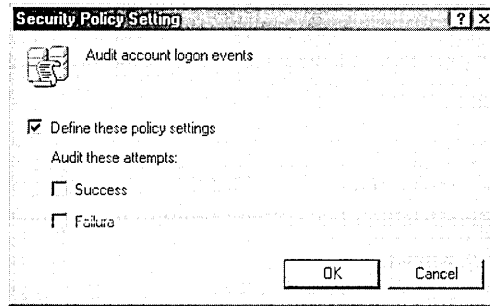 Security Policy Setting
Audit account logon events
Define these policy settings
Audit these attempts:
Success
Failure
OK
Cancel